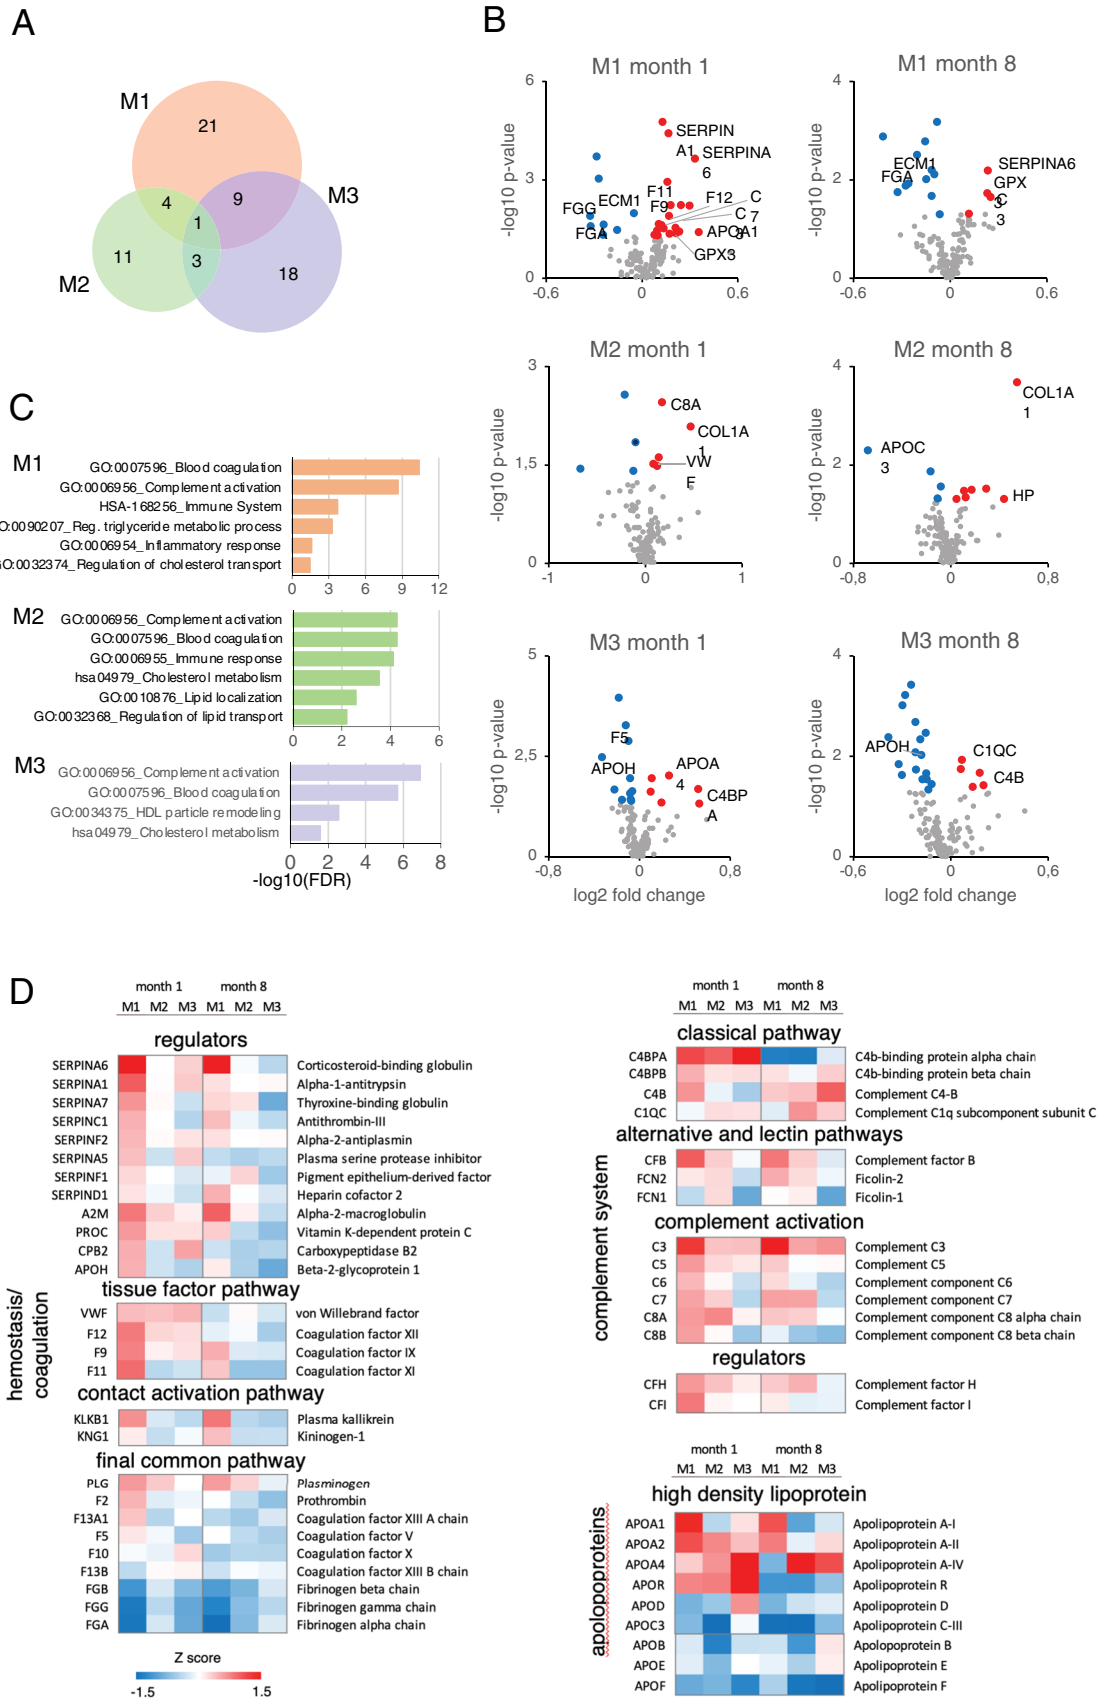 A
M1
21
M3
9
4
1
11
3
18
M2
B
M1 month 1
6
3
0
-log10 p-value
SERPIN
A1
SERPINA
6
F11
F12
C
7
F9
C
ECM1
FGG
FGA
APOA1
GPX3
-0.6
0
0.6
M1 month 8
4
2
0
-log10 p-value
ECM1
FGA
SERPINA6
GPX
3
C
3
-0.6
0
0.6
M2 month 1
3
1,5
0
-log10 p-value
C8A
COL1A
1
VW
F
-1
0
1
M2 month 8
4
2
0
-log10 p-value
COL1A
1
APOC
3
HP
-0,8
0
0,8
M3 month 1
5
2,5
0
-log10 p-value
F5
APOH
APOA
4
C4BP
A
-0,8
0
0,8
log2 fold change
M3 month 8
4
2
0
-log10 p-value
APOH
C1QC
C4B
-0,6
0
0,6
log2 fold change
C
M1
GO:0007596_Blood coagulation
GO:0006956_Complement activation
HSA-168256_Immune System
GO:0090207_Reg. triglyceride metabolic process
GO:0006954_Inflammatory response
GO:0032374_Regulation of cholesterol transport
0 3 6 9 12
M2
GO:0006956_Complement activation
GO:0007596_Blood coagulation
GO:0006955_Immune response
hsa04979_Cholesterol metabolism
GO:0010876_Lipid localization
GO:0032368_Regulation of lipid transport
0 2 4 6
M3
GO:0006956_Complement activation
GO:0007596_Blood coagulation
GO:0034375_HDL particle remodeling
hsa04979_Cholesterol metabolism
0 2 4 6 8
-log10(FDR)
D
month 1 month 8
M1 M2 M3 M1 M2 M3
hemostasis/
coagulation
regulators
SERPINA6 Corticosteroid-binding globulin
SERPINA1 Alpha-1-antitrypsin
SERPINA7 Thyroxine-binding globulin
SERPINC1 Antithrombin-III
SERPINF2 Alpha-2-antiplasmin
SERPINA5 Plasma serine protease inhibitor
SERPINF1 Pigment epithelium-derived factor
SERPIND1 Heparin cofactor 2
A2M Alpha-2-macroglobulin
PROC Vitamin K-dependent protein C
CPB2 Carboxypeptidase B2
APOH Beta-2-glycoprotein 1
tissue factor pathway
VWF von Willebrand factor
F12 Coagulation factor XII
F9 Coagulation factor IX
F11 Coagulation factor XI
contact activation pathway
KLKB1 Plasma kallikrein
KNG1 Kininogen-1
final common pathway
PLG Plasminogen
F2 Prothrombin
F13A1 Coagulation factor XIII A chain
F5 Coagulation factor V
F10 Coagulation factor X
F13B Coagulation factor XIII B chain
FGB Fibrinogen beta chain
FGG Fibrinogen gamma chain
FGA Fibrinogen alpha chain
Z score
-1.5 1.5
month 1 month 8
M1 M2 M3 M1 M2 M3
complement system
classical pathway
C4BPA C4b-binding protein alpha chain
C4BPB C4b-binding protein beta chain
C4B Complement C4-B
C1QC Complement C1q subcomponent subunit C
alternative and lectin pathways
CFB Complement factor B
FCN2 Ficolin-2
FCN1 Ficolin-1
complement activation
C3 Complement C3
C5 Complement C5
C6 Complement component C6
C7 Complement component C7
C8A Complement component C8 alpha chain
C8B Complement component C8 beta chain
regulators
CFH Complement factor H
CFI Complement factor I
month 1 month 8
M1 M2 M3 M1 M2 M3
apolopoproteins
high density lipoprotein
APOA1 Apolipoprotein A-I
APOA2 Apolipoprotein A-II
APOA4 Apolipoprotein A-IV
APOR Apolipoprotein R
APOD Apolipoprotein D
APOC3 Apolipoprotein C-III
APOB Apolopoprotein B
APOE Apolipoprotein E
APOF Apolipoprotein F